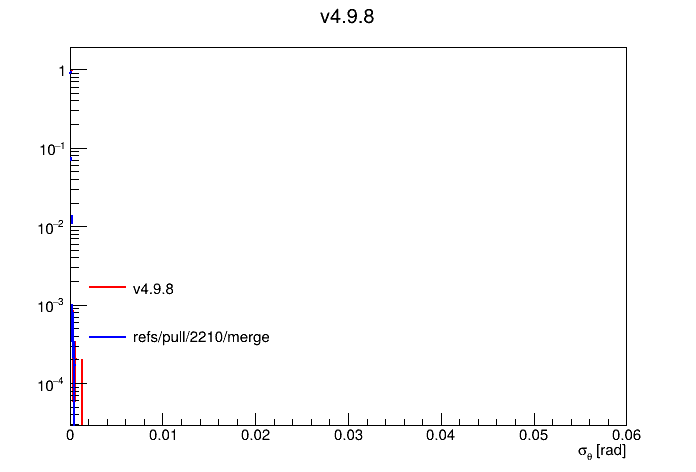 v4.9.8
1
10⁻¹
10⁻²
10⁻³
10⁻⁴
v4.9.8
refs/pull/2210/merge
0 0.01 0.02 0.03 0.04 0.05 0.06
σ_θ [rad]